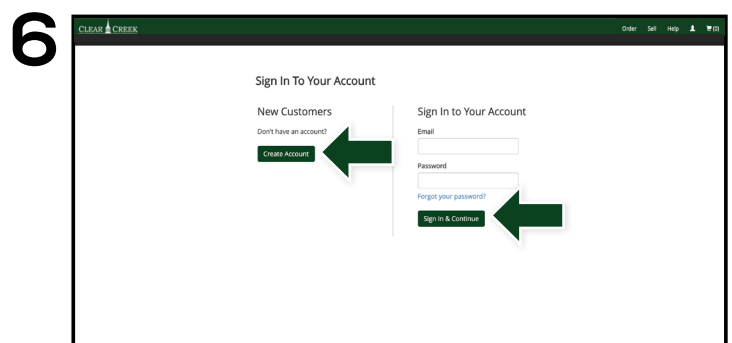 6
CLEAR CREEK
Order Sell Help (0)
Sign In To Your Account
New Customers
Don't have an account?
Create Account
Sign In to Your Account
Email
Password
Forgot your password?
Sign In & Continue